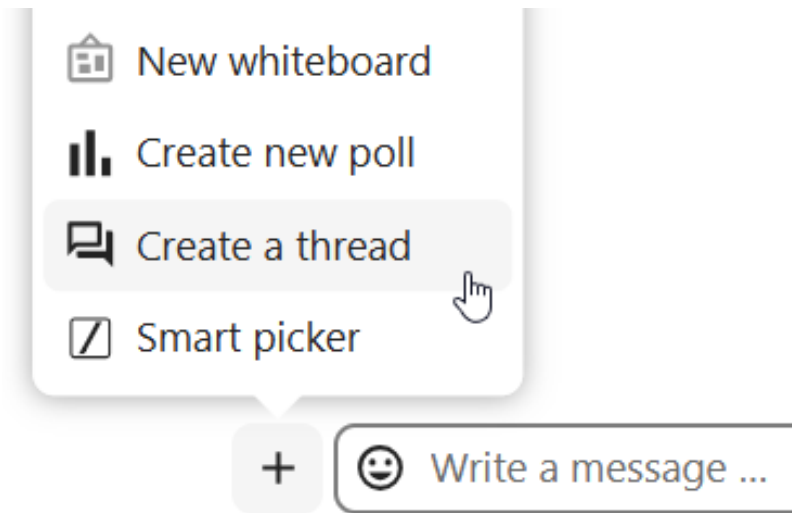 New whiteboard
Create new poll
Create a thread
Smart picker
+ Write a message ...